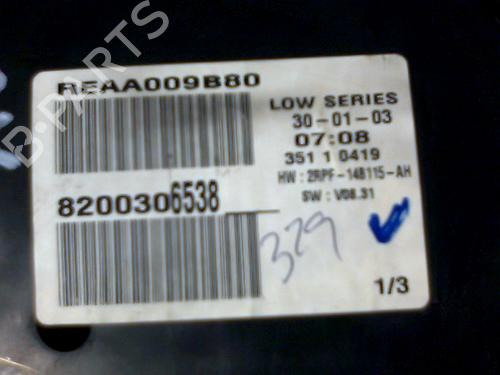 REAA009B80
LOW SERIES
30-01-03
07:08
351 1 0419
HW : 2RPF-14B115-AH
SW : V08.31
8200306538
329
1/3
B-PARTS